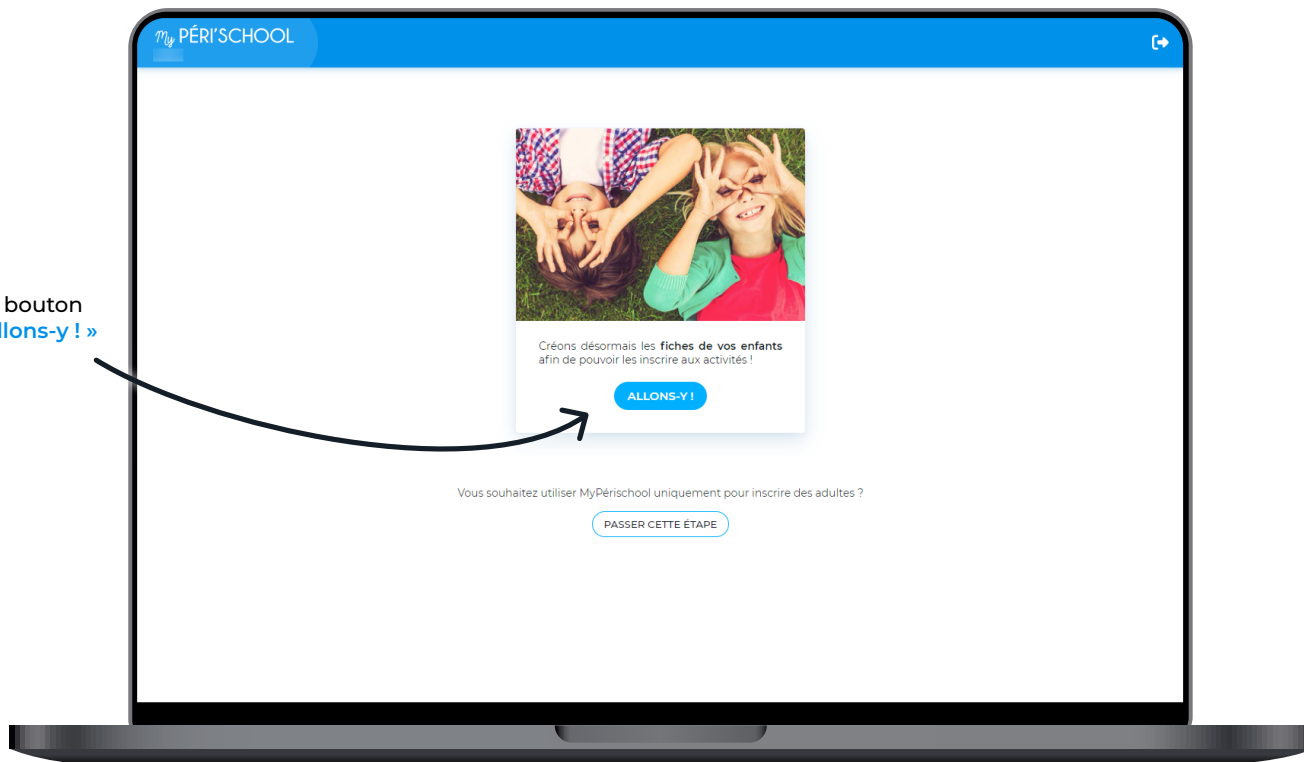 My PÉRI'SCHOOL
bouton
llons-y ! »
Créons désormais les fiches de vos enfants
afin de pouvoir les inscrire aux activités !
ALLONS-Y !
Vous souhaitez utiliser MyPérischool uniquement pour inscrire des adultes ?
PASSER CETTE ÉTAPE